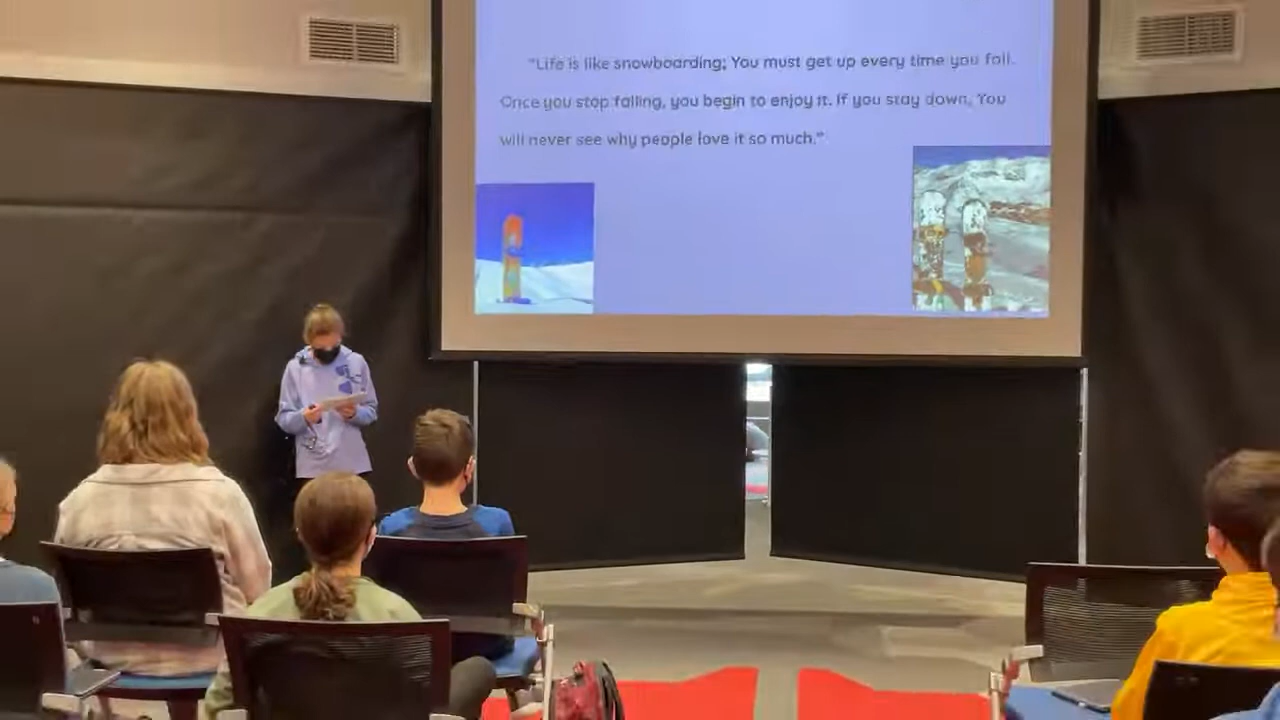 "Life is like snowboarding; You must get up every time you fall.
Once you stop falling, you begin to enjoy it. If you stay down, You
will never see why people love it so much."